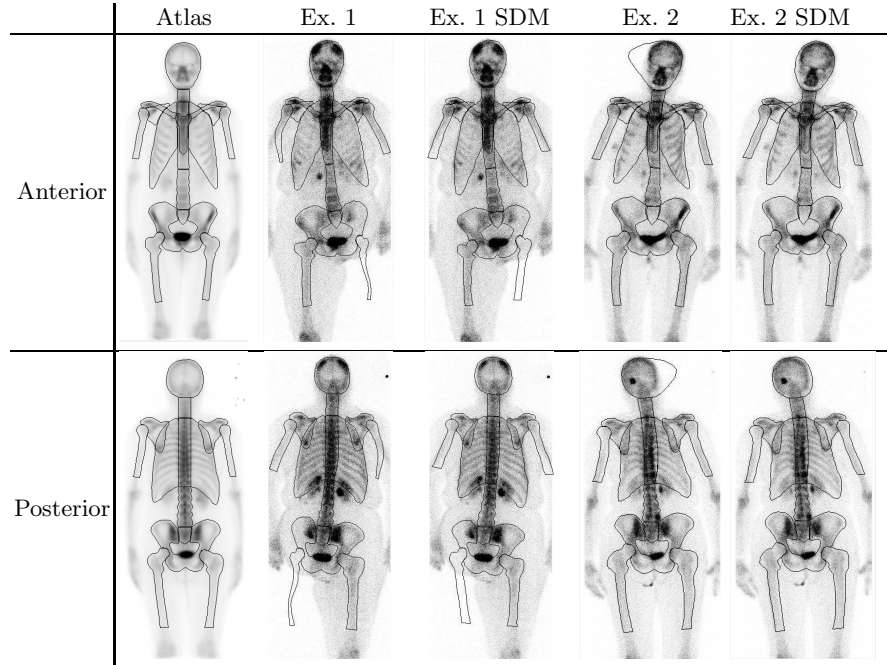 Atlas Ex. 1 Ex. 1 SDM Ex. 2 Ex. 2 SDM
Anterior
Posterior